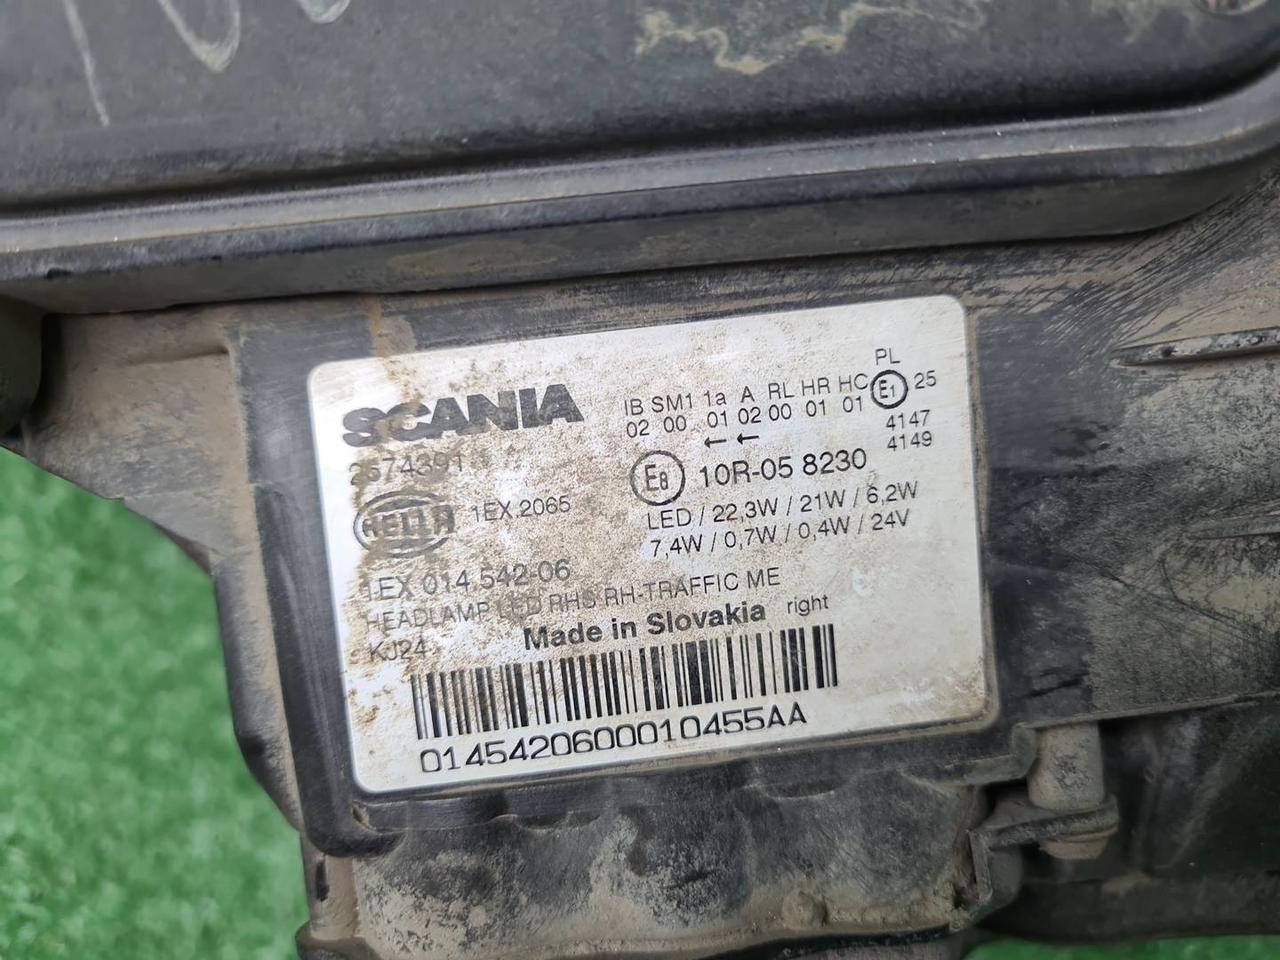 SCANIA
2674391
HELLA
1EX.2065
1EX 014 542-06
HEADLAMP LED RHS RH-TRAFFIC ME
KJ24
Made in Slovakia right
IB SM1 1a A RL HR HC
02 00 01 02 00 01 01
← ←
PL
E1 25
4147
4149
E8 10R-05 8230
LED / 22,3W / 21W / 6,2W
7,4W / 0,7W / 0,4W / 24V
0145420600010455AA